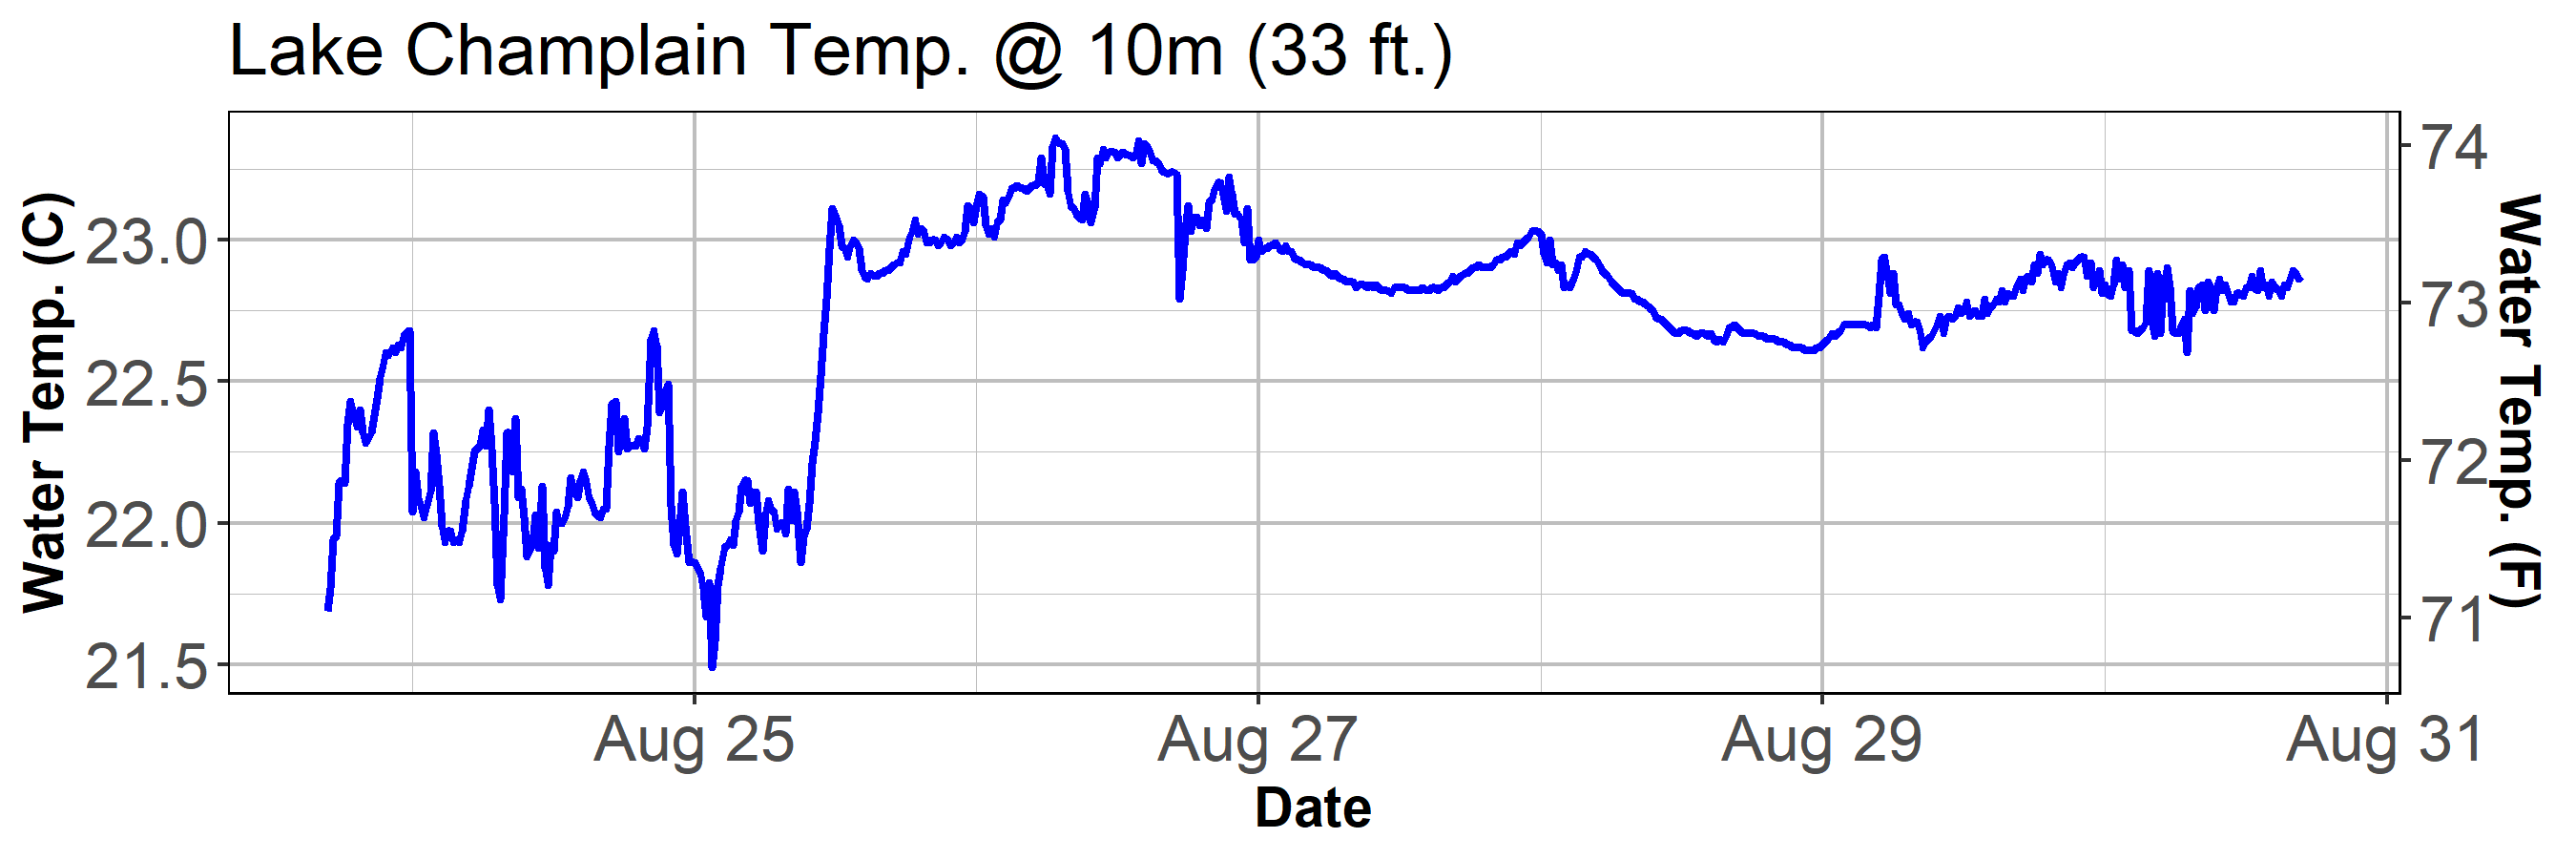 Lake Champlain Temp. @ 10m (33 ft.)
Water Temp. (C)
23.0
22.5
22.0
21.5
74
73
72
71
Water Temp. (F)
Aug 25 Aug 27 Aug 29 Aug 31
Date